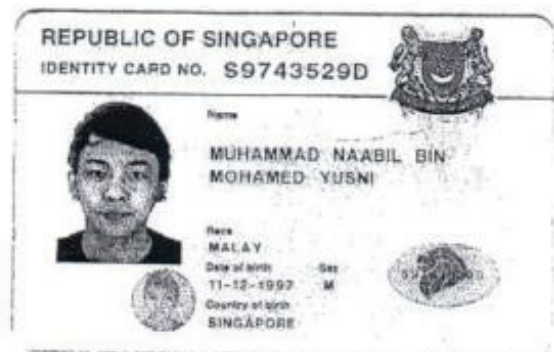 REPUBLIC OF SINGAPORE
IDENTITY CARD NO. S9743529D
Name
MUHAMMAD NAABIL BIN
MOHAMED YUSNI
Race
MALAY
Date of birth Sex
11-12-1997 M
Country of birth
SINGAPORE